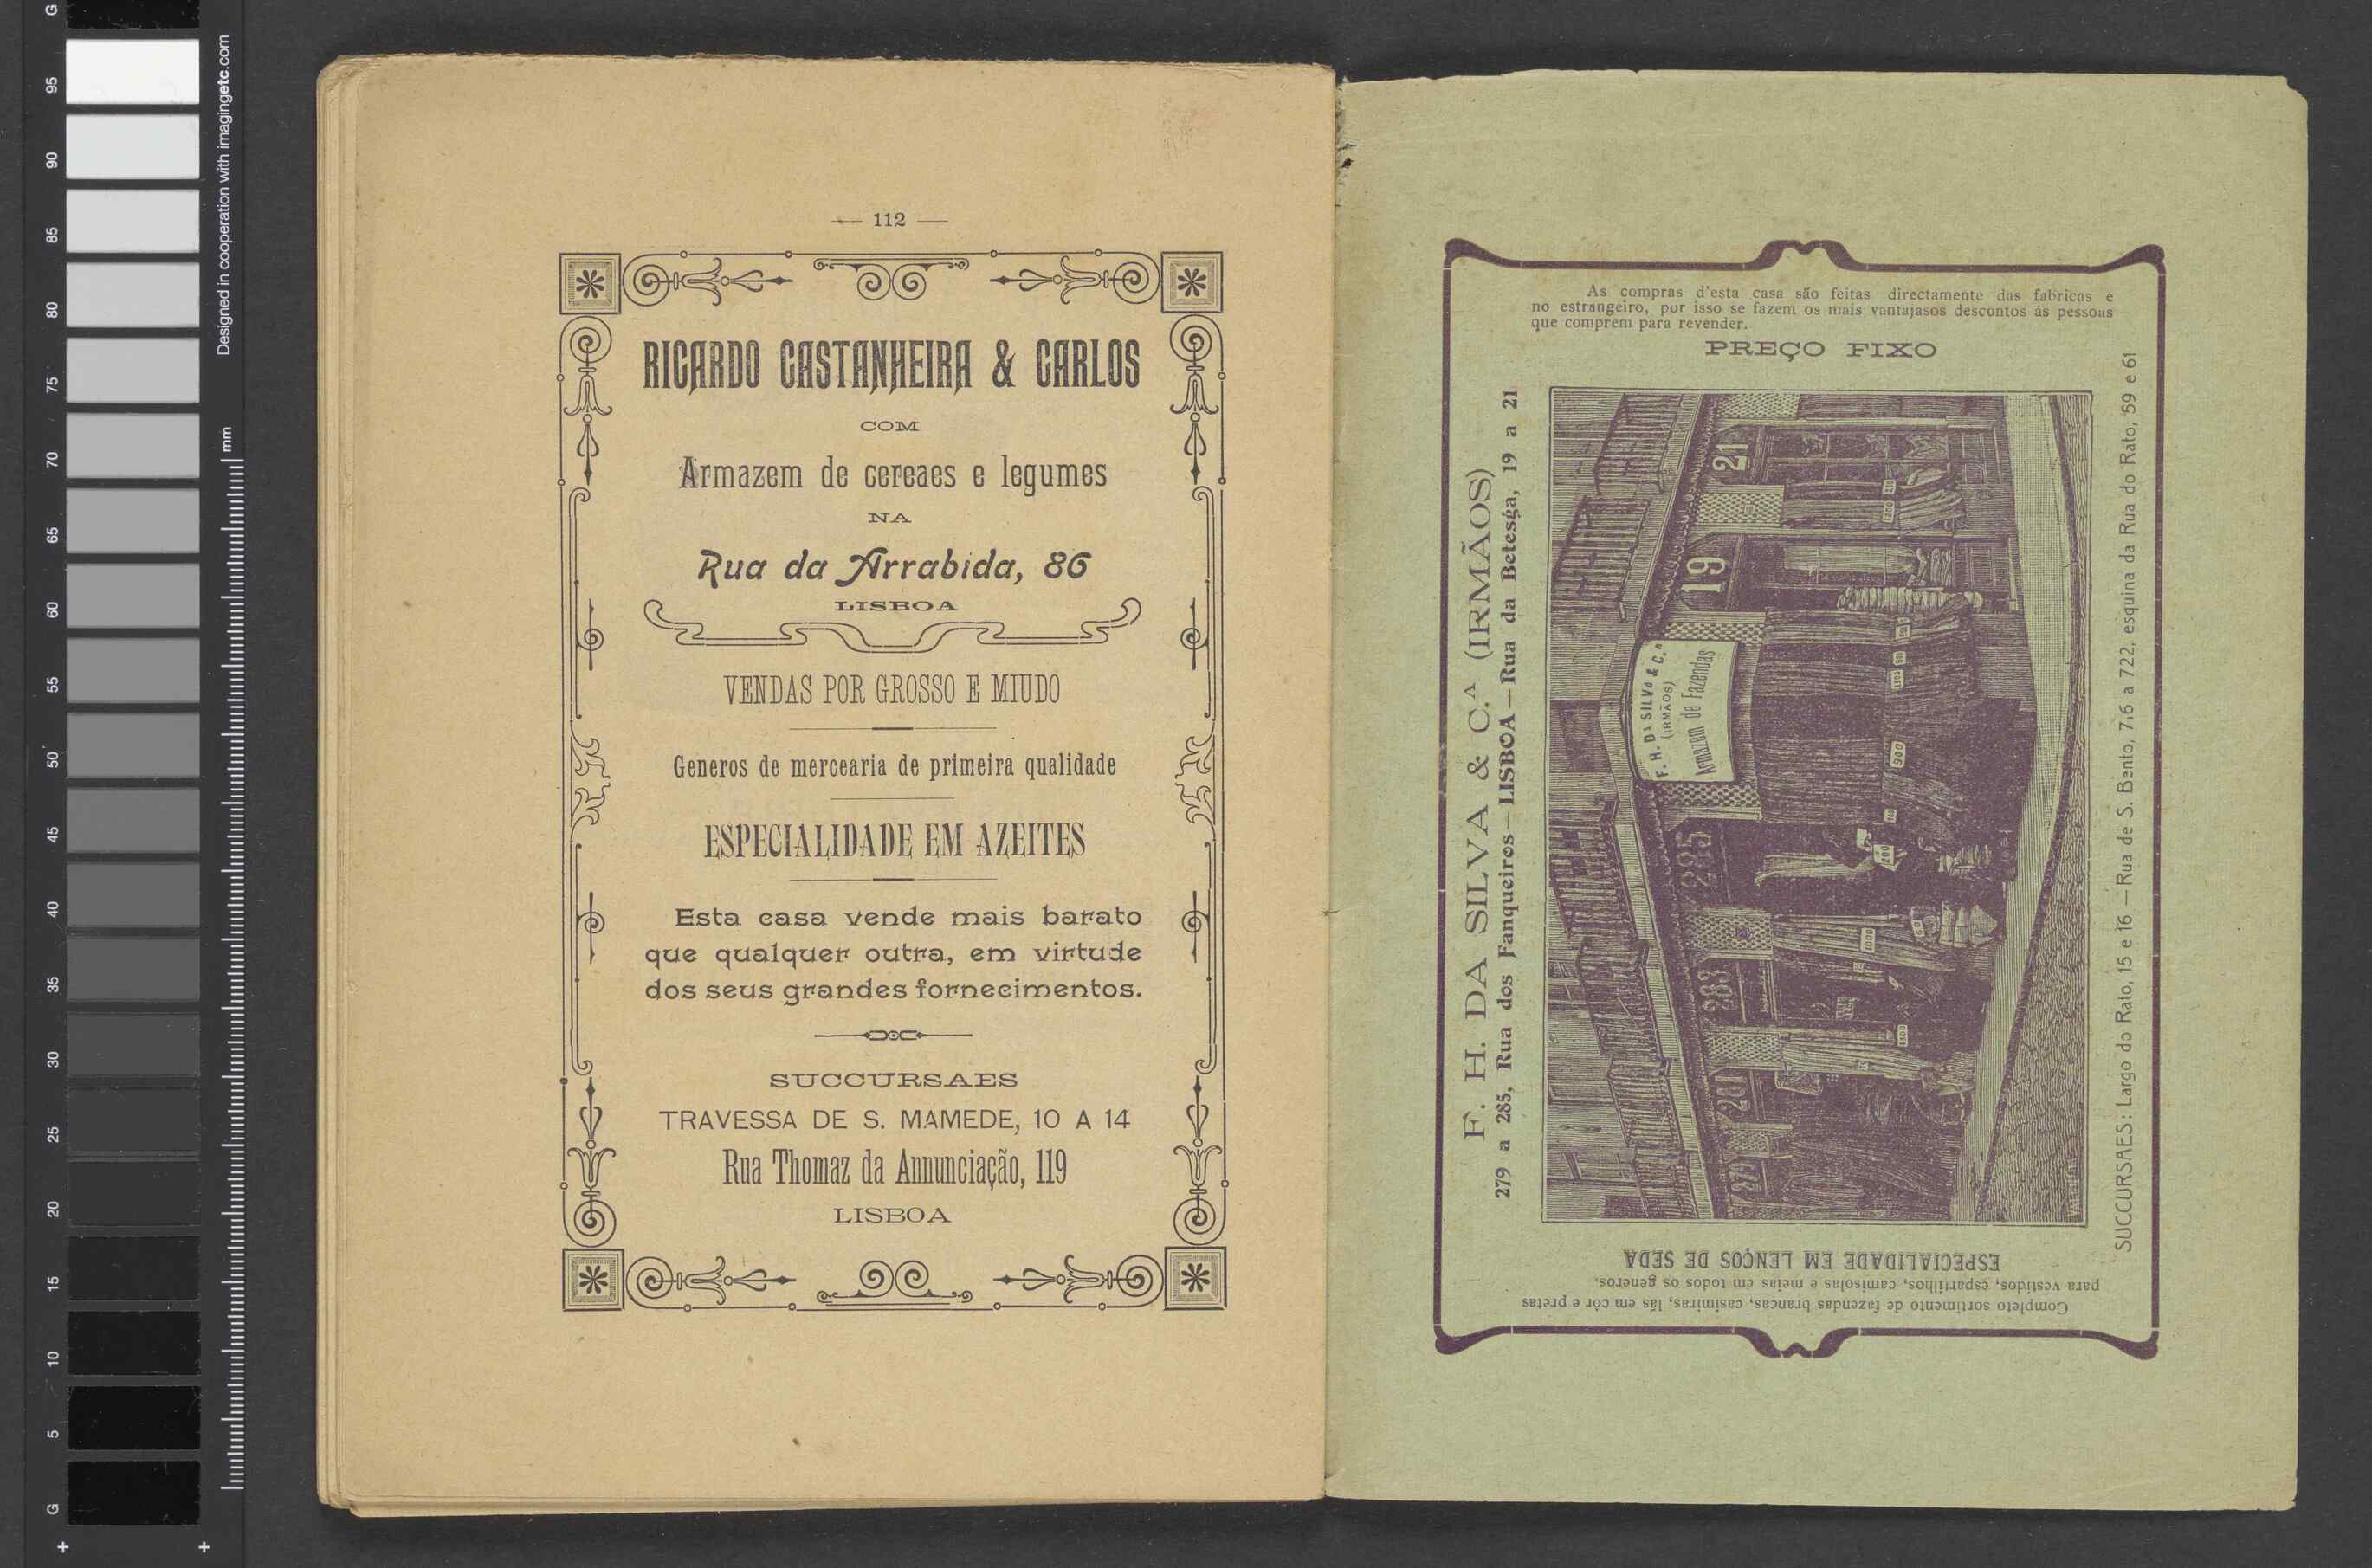 Designed in cooperation with imagingetc.com
mm
G
95
90
85
80
75
70
65
60
55
50
45
40
35
30
25
20
15
10
5
G
— 112 —
RICARDO CASTANHEIRA & CARLOS
COM
Armazem de cereaes e legumes
NA
Rua da Arrabida, 86
LISBOA
VENDAS POR GROSSO E MIUDO
Generos de mercearia de primeira qualidade
ESPECIALIDADE EM AZEITES
Esta casa vende mais barato
que qualquer outra, em virtude
dos seus grandes fornecimentos.
SUCCURSAES
TRAVESSA DE S. MAMEDE, 10 A 14
Rua Thomaz da Annunciação, 119
LISBOA
As compras d'esta casa são feitas directamente das fabricas e
no estrangeiro, por isso se fazem os mais vantajasos descontos ás pessoas
que comprem para revender.
PREÇO FIXO
F. H. DA SILVA & C.A (IRMÃOS)
279 a 285, Rua dos Fanqueiros—LISBOA—Rua da Betesga, 19 a 21
F. H. Da SILVA & C.a
(IRMÃOS)
Armazem de Fazendas
279
281
283
285
19
21
1000
200
900
SUCCURSAES: Largo do Rato, 15 e 16—Rua de S. Bento, 716 a 722, esquina da Rua do Rato, 59 e 61
Completo sortimento de fazendas brancas, casimiras, lãs em côr e pretas
para vestidos, espartilhos, camisolas e meias em todos os generos.
ESPECIALIDADE EM LENÇOS DE SEDA